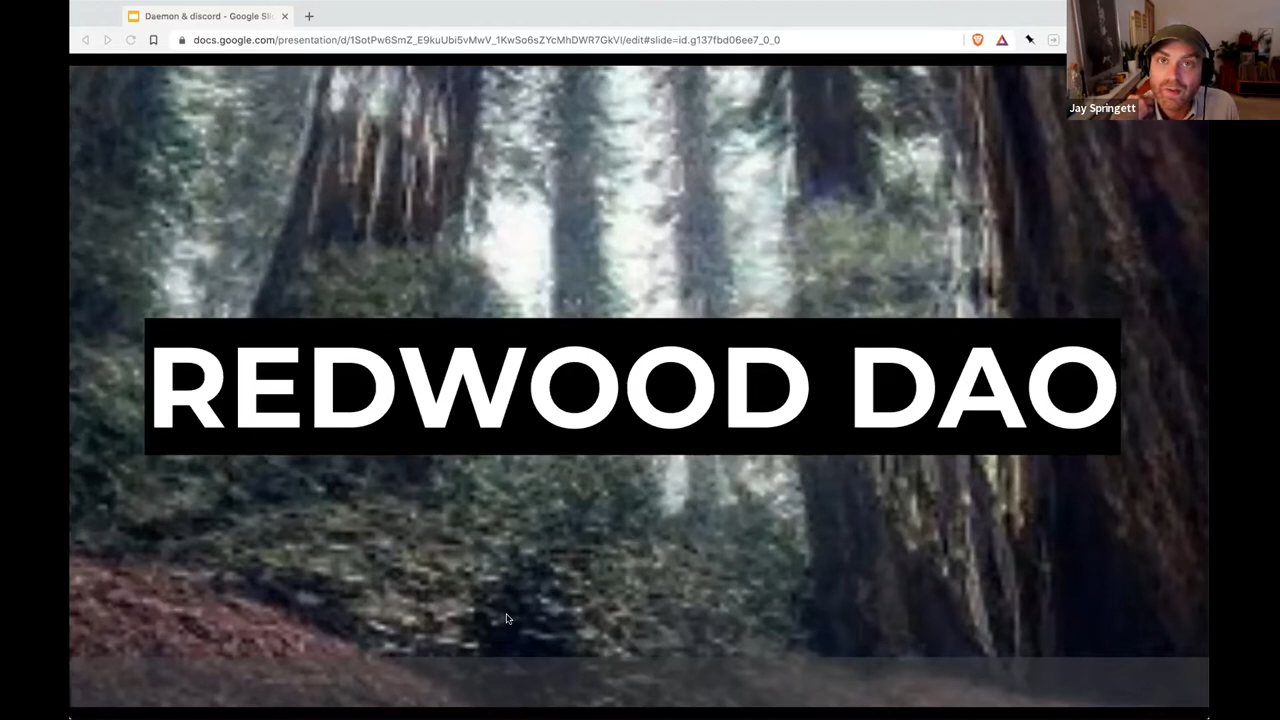 Daemon & discord - Google Sli
docs.google.com/presentation/d/1SotPw6SmZ_E9kuUbi5vMwV_1KwSo6sZYcMhDWR7GkVI/edit#slide=id.g137fbd06ee7_0_0
Jay Springett
REDWOOD DAO